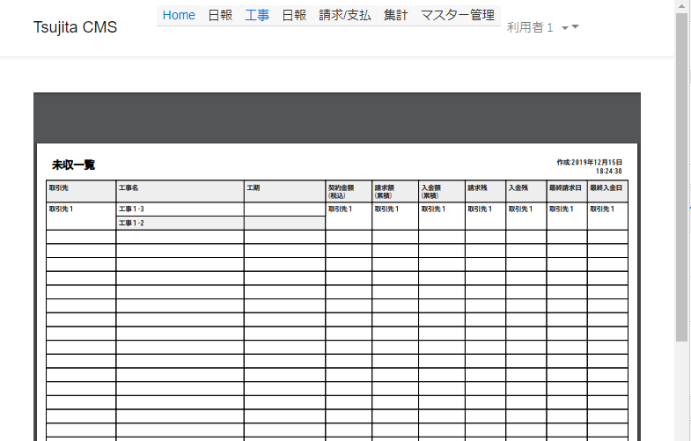 Tsujita CMS Home 日報 工事 日報 請求/支払 集計 マスター管理 利用者 1
未収一覧 作成:2019年12月15日
18:24:30
取引先 工事名 工期 契約金額 請求額 入金額 請求残 入金残 最終請求日 最終入金日
(税込) (累積) (累積)
取引先 1 工事 1 -3 取引先 1 取引先 1 取引先 1 取引先 1 取引先 1 取引先 1 取引先 1
工事 1 -2